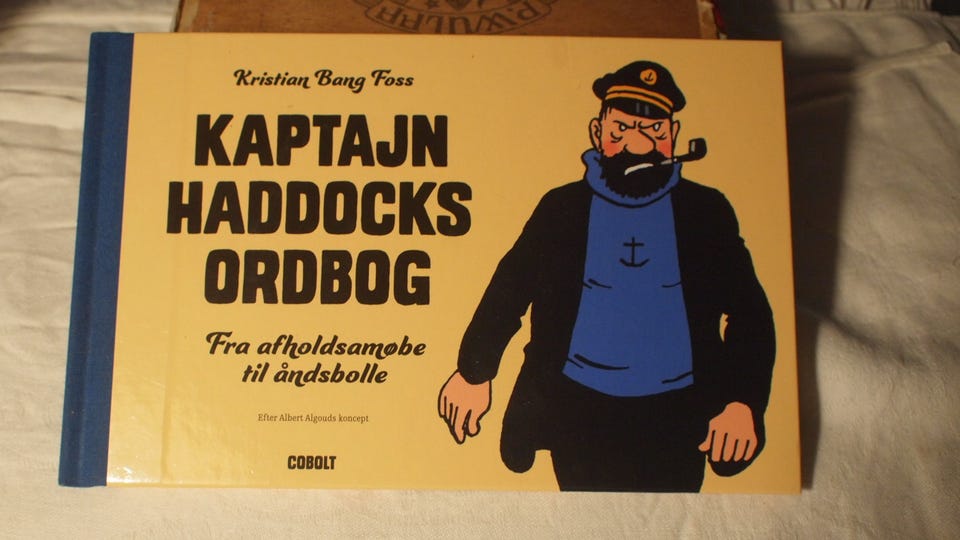 Kristian Bang Foss
KAPTAJN
HADDOCKS
ORDBOG
Fra afholdsamøbe
til åndsbolle
Efter Albert Algouds koncept
COBOLT